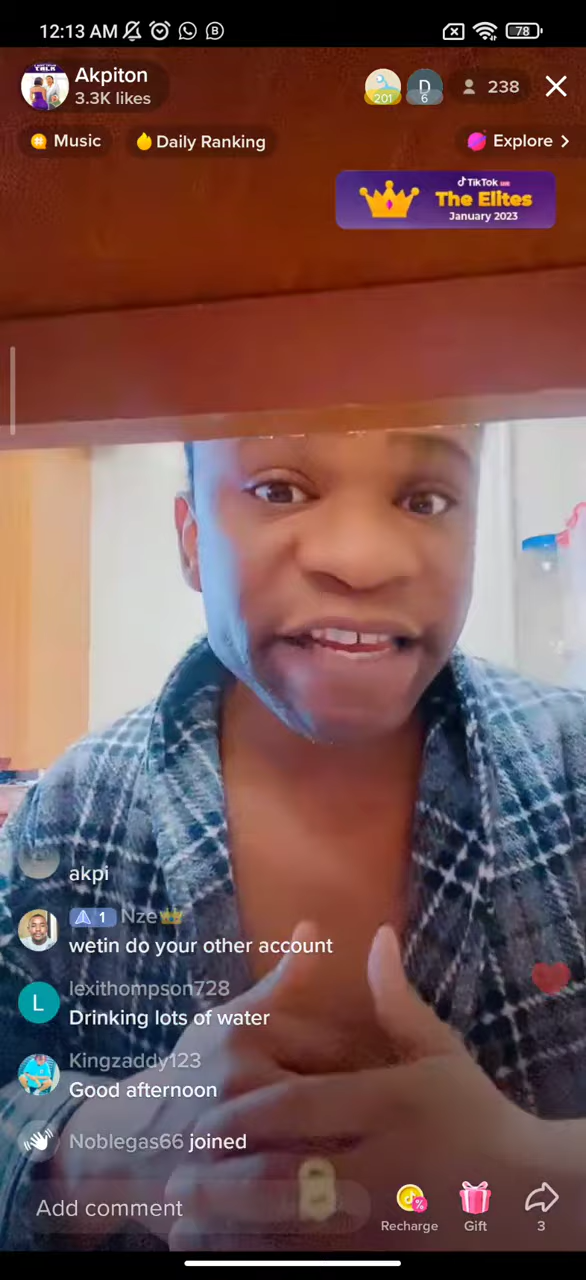 12:13 AM
78
TALK
Akpiton
3.3K likes
201
D
6
238
Music
Daily Ranking
Explore
TikTok LIVE
The Elites
January 2023
akpi
1 Nze
wetin do your other account
L
lexithompson728
Drinking lots of water
Kingzaddy123
Good afternoon
Noblegas66 joined
Add comment
Recharge
Gift
3